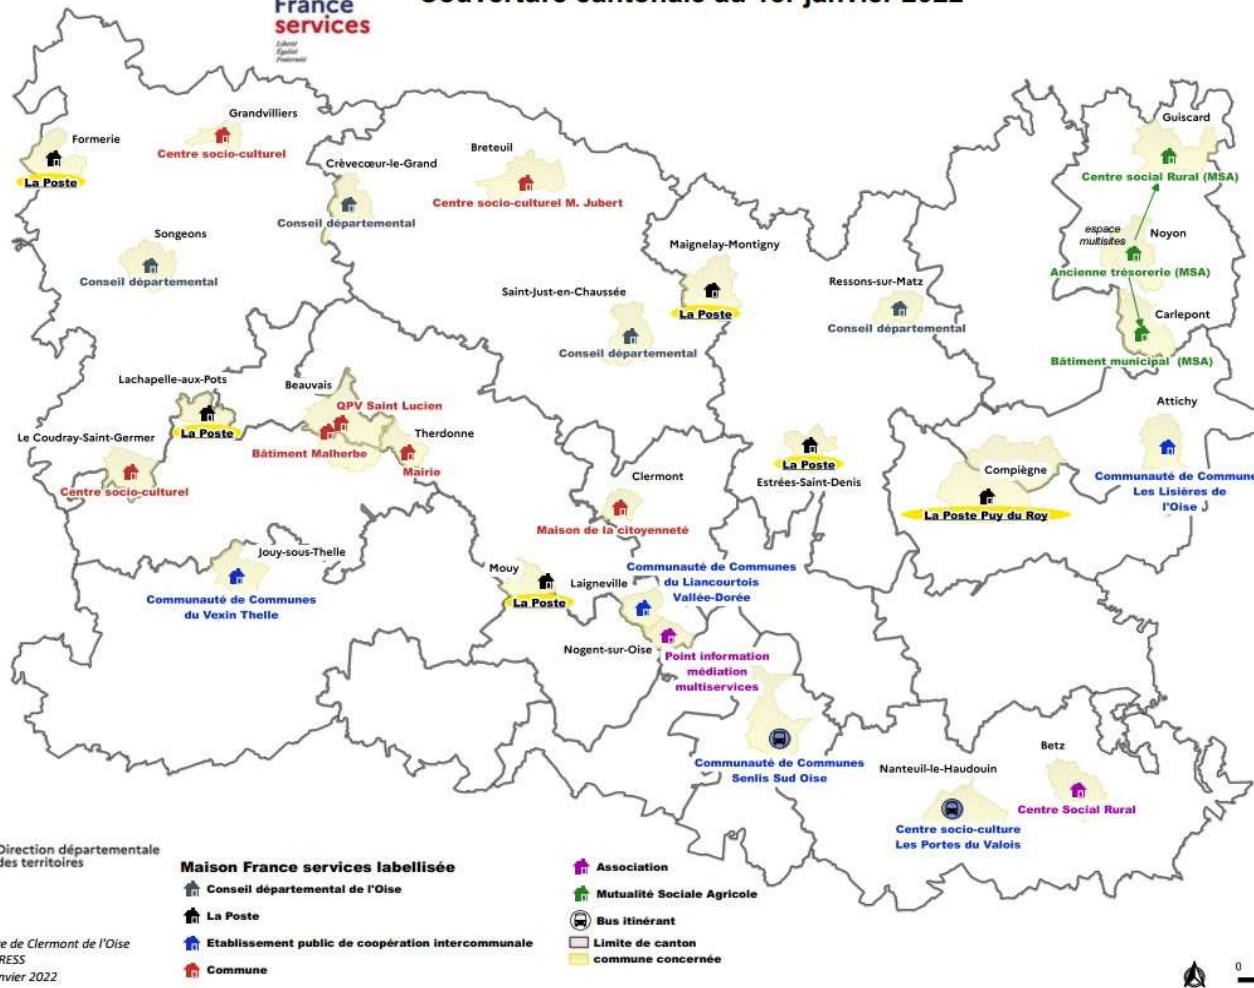 France
services
Liberté
Égalité
Fraternité
Couverture cantonale au 1er janvier 2022
Grandvilliers
Centre socio-culturel
Formerie
La Poste
Crèvecœur-le-Grand
Conseil départemental
Breteuil
Centre socio-culturel M. Jubert
Guiscard
Centre social Rural (MSA)
Songeons
Conseil départemental
Maignelay-Montigny
La Poste
espace
multisites
Noyon
Ancienne trésorerie (MSA)
Saint-Just-en-Chaussée
Conseil départemental
Ressons-sur-Matz
Conseil départemental
Carlepont
Bâtiment municipal (MSA)
Lachapelle-aux-Pots
La Poste
Beauvais
QPV Saint Lucien
Bâtiment Malherbe
Therdonne
Mairie
Le Coudray-Saint-Germer
Centre socio-culturel
Attichy
Communauté de Commune
Les Lisières de
l'Oise
La Poste
Estrées-Saint-Denis
Compiègne
La Poste Puy du Roy
Clermont
Maison de la citoyenneté
Jouy-sous-Thelle
Communauté de Communes
du Vexin Thelle
Mouy
La Poste
Laigneville
Communauté de Communes
du Liancourtois
Vallée-Dorée
Nogent-sur-Oise
Point information
médiation
multiservices
Communauté de Communes
Senlis Sud Oise
Nanteuil-le-Haudouin
Centre socio-culture
Les Portes du Valois
Betz
Centre Social Rural
Direction départementale
des territoires
Maison France services labellisée
Conseil départemental de l'Oise
La Poste
Etablissement public de coopération intercommunale
Commune
Association
Mutualité Sociale Agricole
Bus itinérant
Limite de canton
commune concernée
re de Clermont de l'Oise
RESS
nvier 2022
0